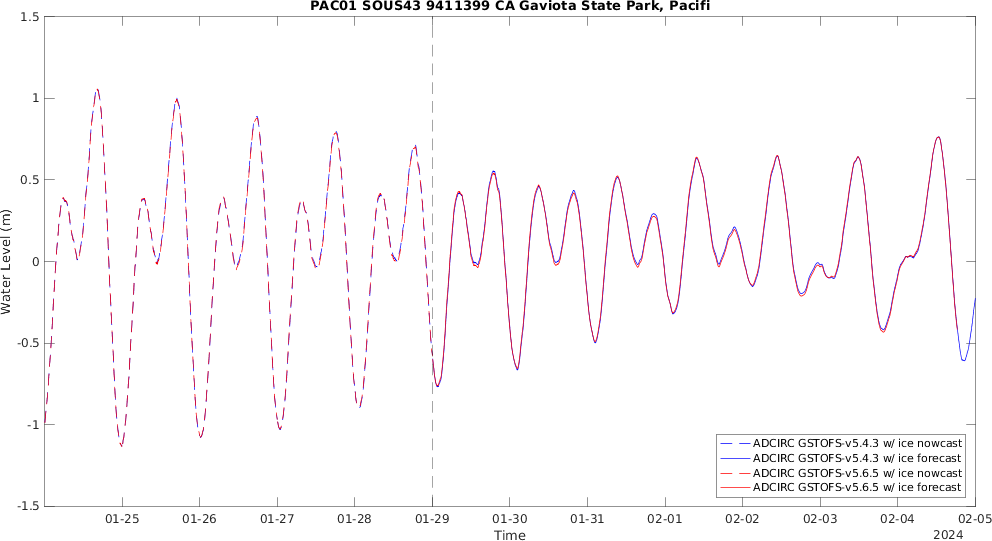 PAC01 SOUS43 9411399 CA Gaviota State Park, Pacifi
1.5
1
0.5
0
-0.5
-1
-1.5
Water Level (m)
ADCIRC GSTOFS-v5.4.3 w/ ice nowcast
ADCIRC GSTOFS-v5.4.3 w/ ice forecast
ADCIRC GSTOFS-v5.6.5 w/ ice nowcast
ADCIRC GSTOFS-v5.6.5 w/ ice forecast
01-25 01-26 01-27 01-28 01-29 01-30 01-31 02-01 02-02 02-03 02-04 02-05
Time
2024